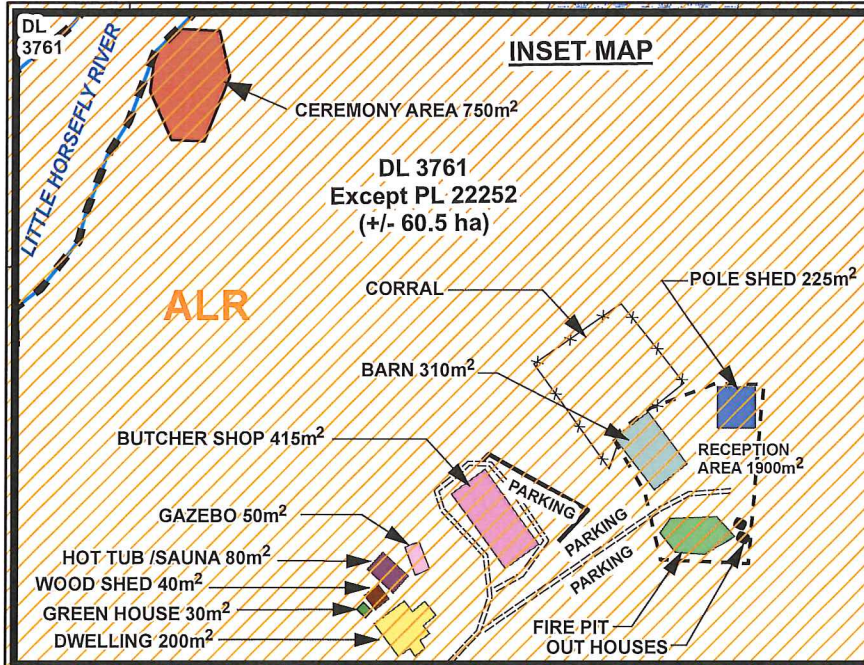 DL
3761
INSET MAP
LITTLE HORSEFLY RIVER
CEREMONY AREA 750m²
DL 3761
Except PL 22252
(+/- 60.5 ha)
ALR
CORRAL
POLE SHED 225m²
BARN 310m²
BUTCHER SHOP 415m²
RECEPTION
AREA 1900m²
PARKING
GAZEBO 50m²
PARKING
PARKING
HOT TUB /SAUNA 80m²
WOOD SHED 40m²
GREEN HOUSE 30m²
DWELLING 200m²
FIRE PIT
OUT HOUSES